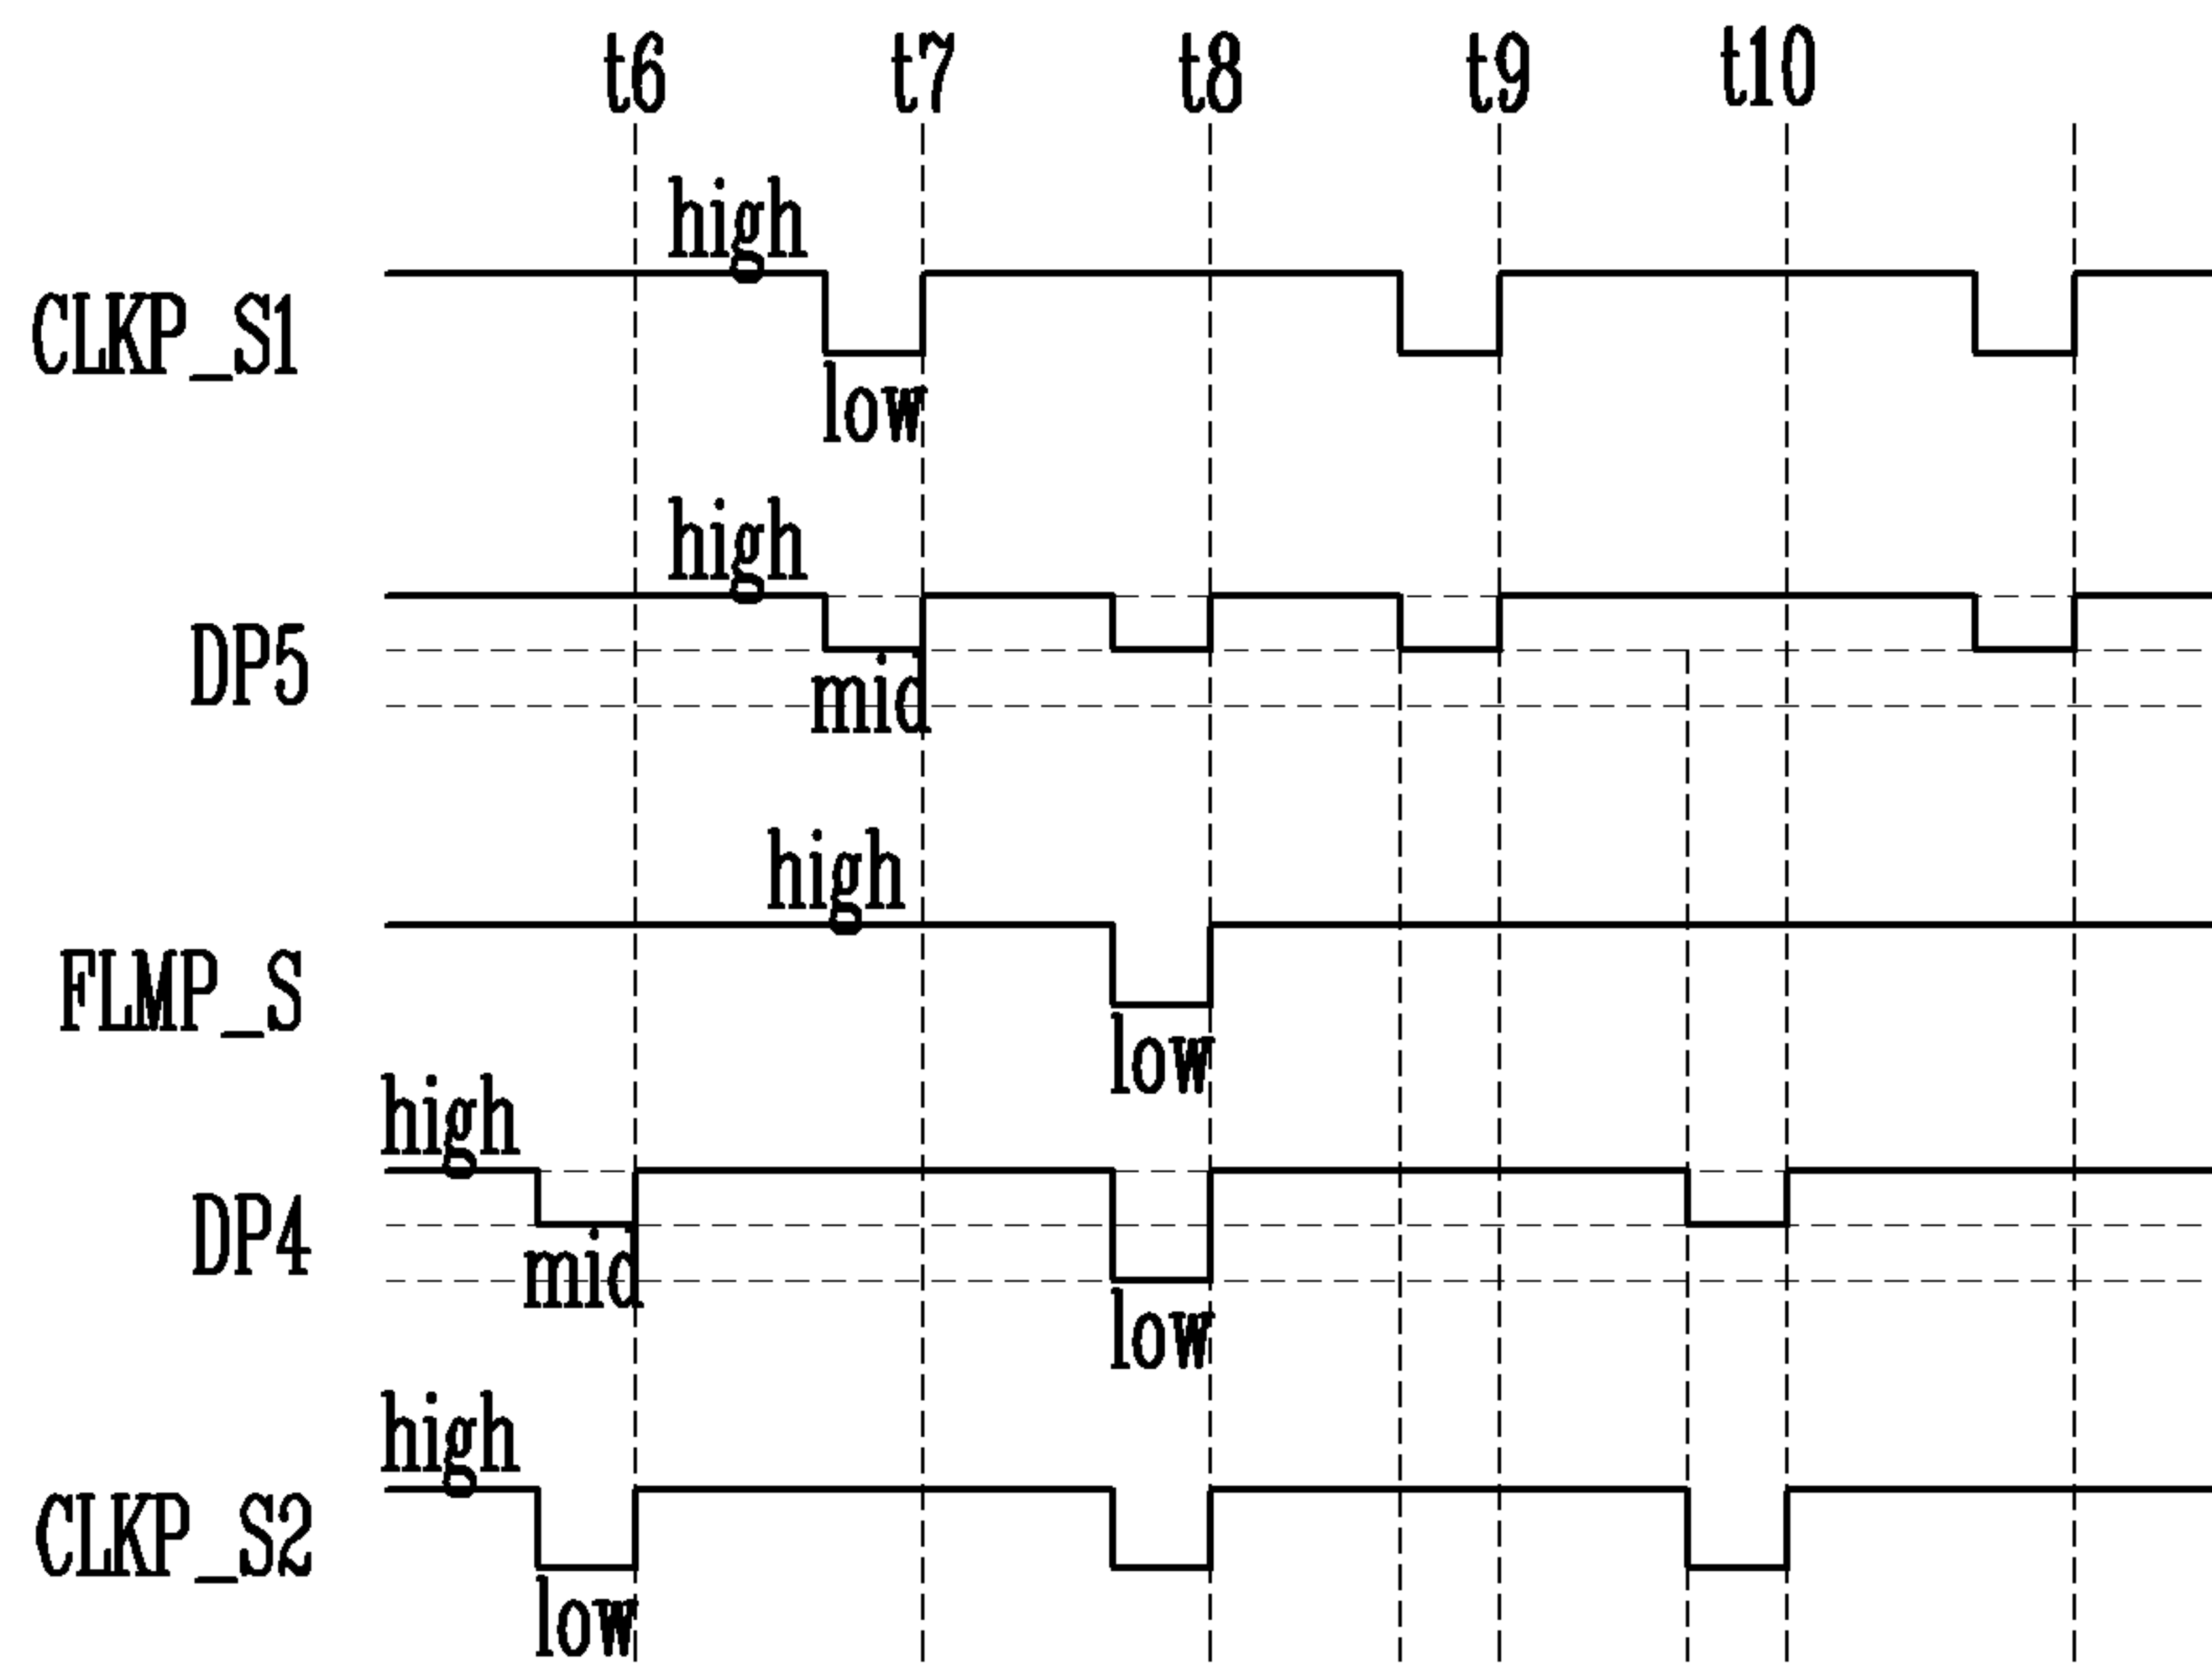 t6 t7 t8 t9 t10
high
CLKP_S1
low
high
DP5
mid
high
FLMP_S
low
high
DP4
mid
low
high
CLKP_S2
low